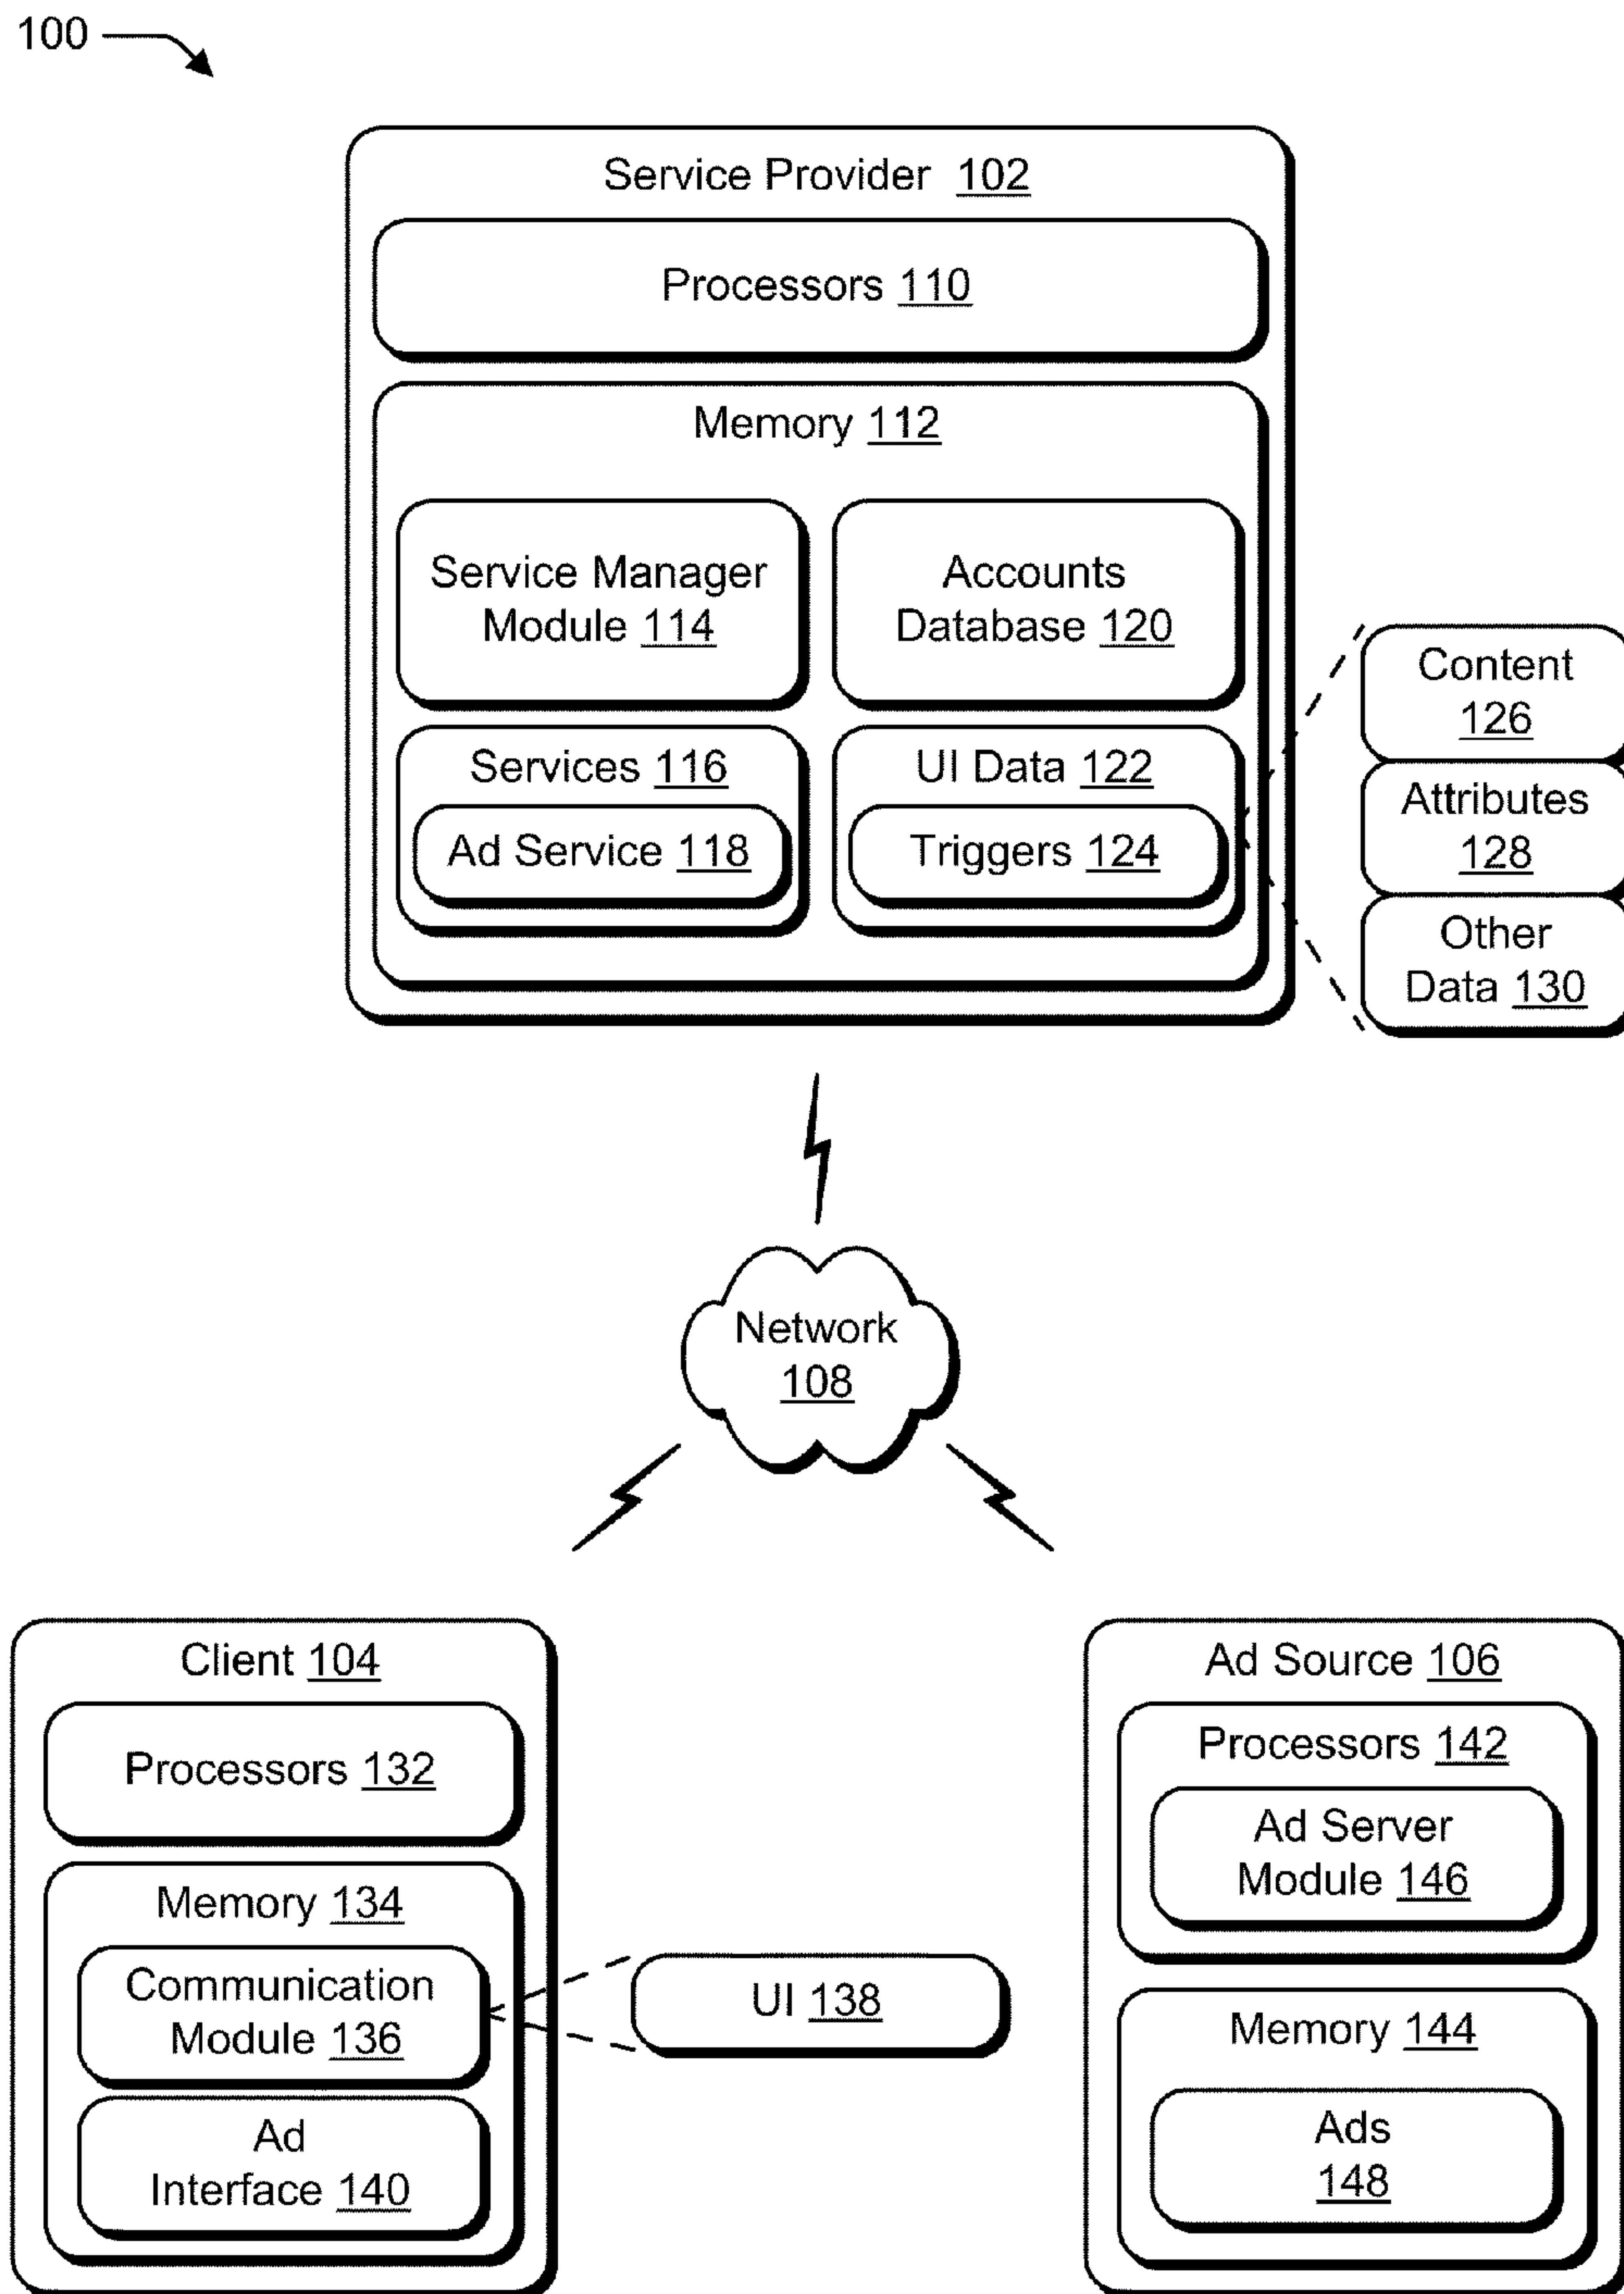 100
Service Provider 102
Processors 110
Memory 112
Service Manager
Module 114
Accounts
Database 120
Services 116
Ad Service 118
UI Data 122
Triggers 124
Content
126
Attributes
128
Other
Data 130
Network
108
Client 104
Processors 132
Memory 134
Communication
Module 136
Ad
Interface 140
UI 138
Ad Source 106
Processors 142
Ad Server
Module 146
Memory 144
Ads
148